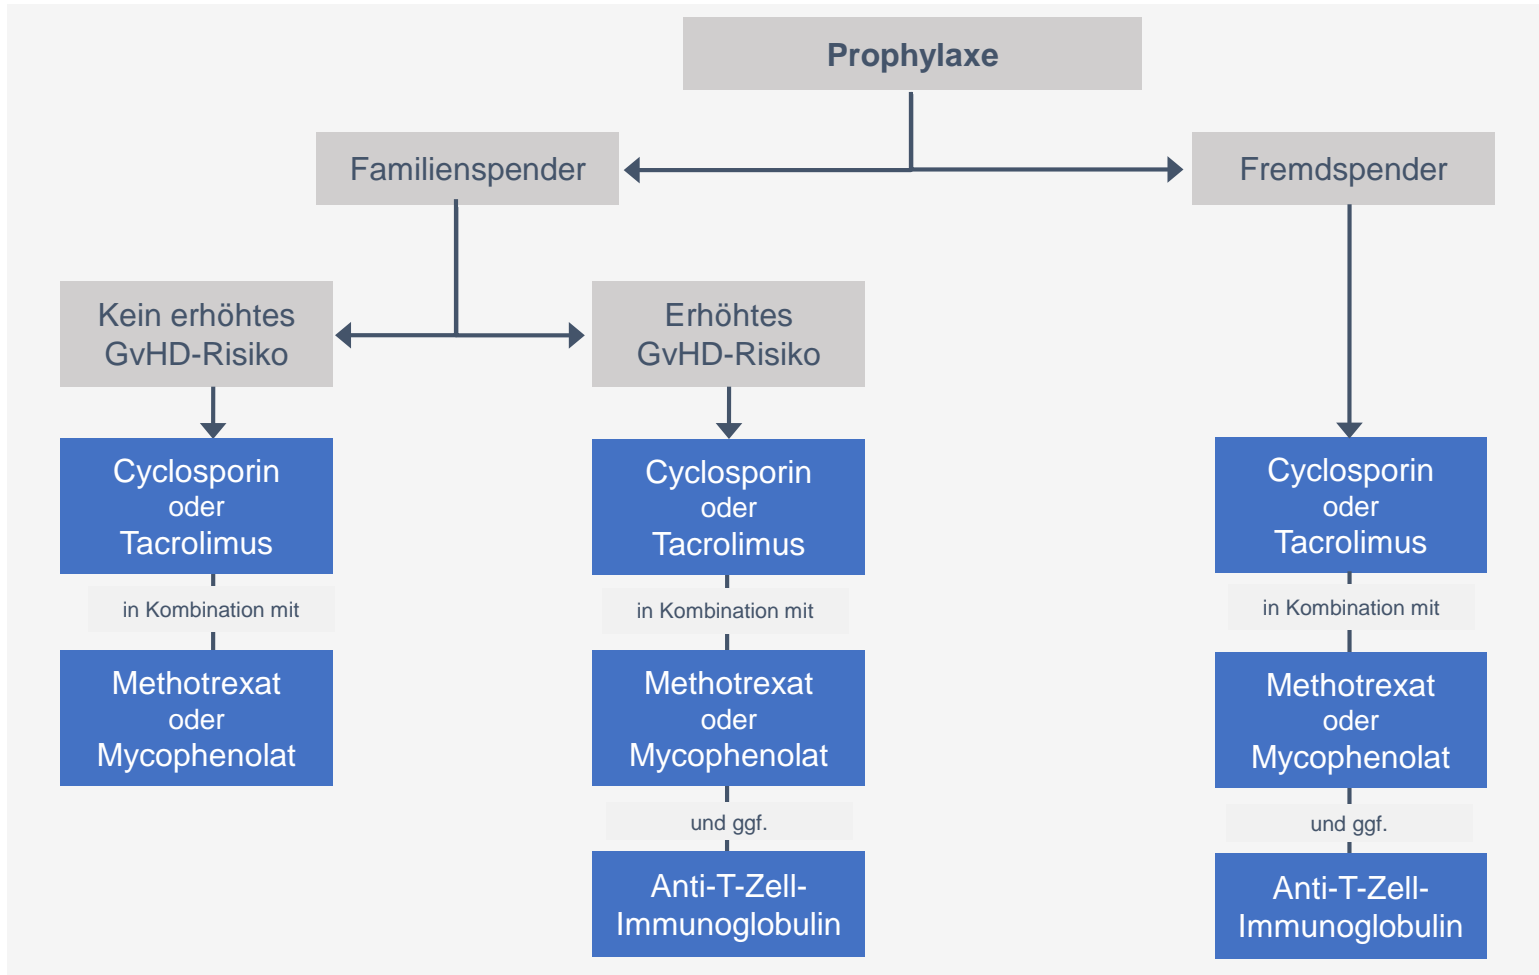 Prophylaxe
Familienspender
Fremdspender
Kein erhöhtes
GvHD-Risiko
Erhöhtes
GvHD-Risiko
Cyclosporin
oder
Tacrolimus
in Kombination mit
Methotrexat
oder
Mycophenolat
Cyclosporin
oder
Tacrolimus
in Kombination mit
Methotrexat
oder
Mycophenolat
und ggf.
Anti-T-Zell-
Immunoglobulin
Cyclosporin
oder
Tacrolimus
in Kombination mit
Methotrexat
oder
Mycophenolat
und ggf.
Anti-T-Zell-
Immunoglobulin